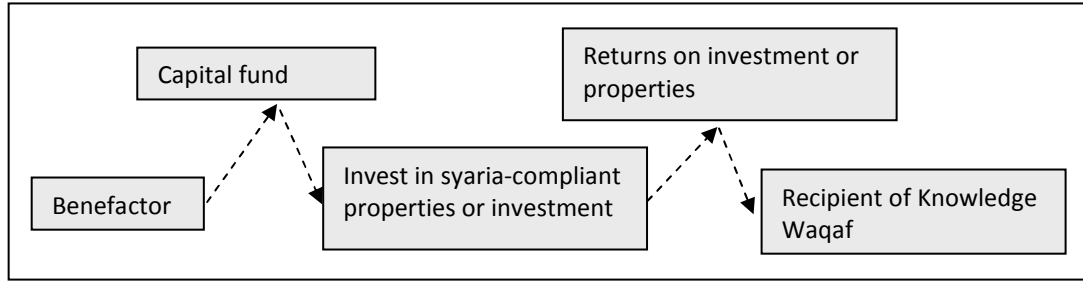 Benefactor
Capital fund
Invest in syaria-compliant
properties or investment
Returns on investment or
properties
Recipient of Knowledge
Waqaf